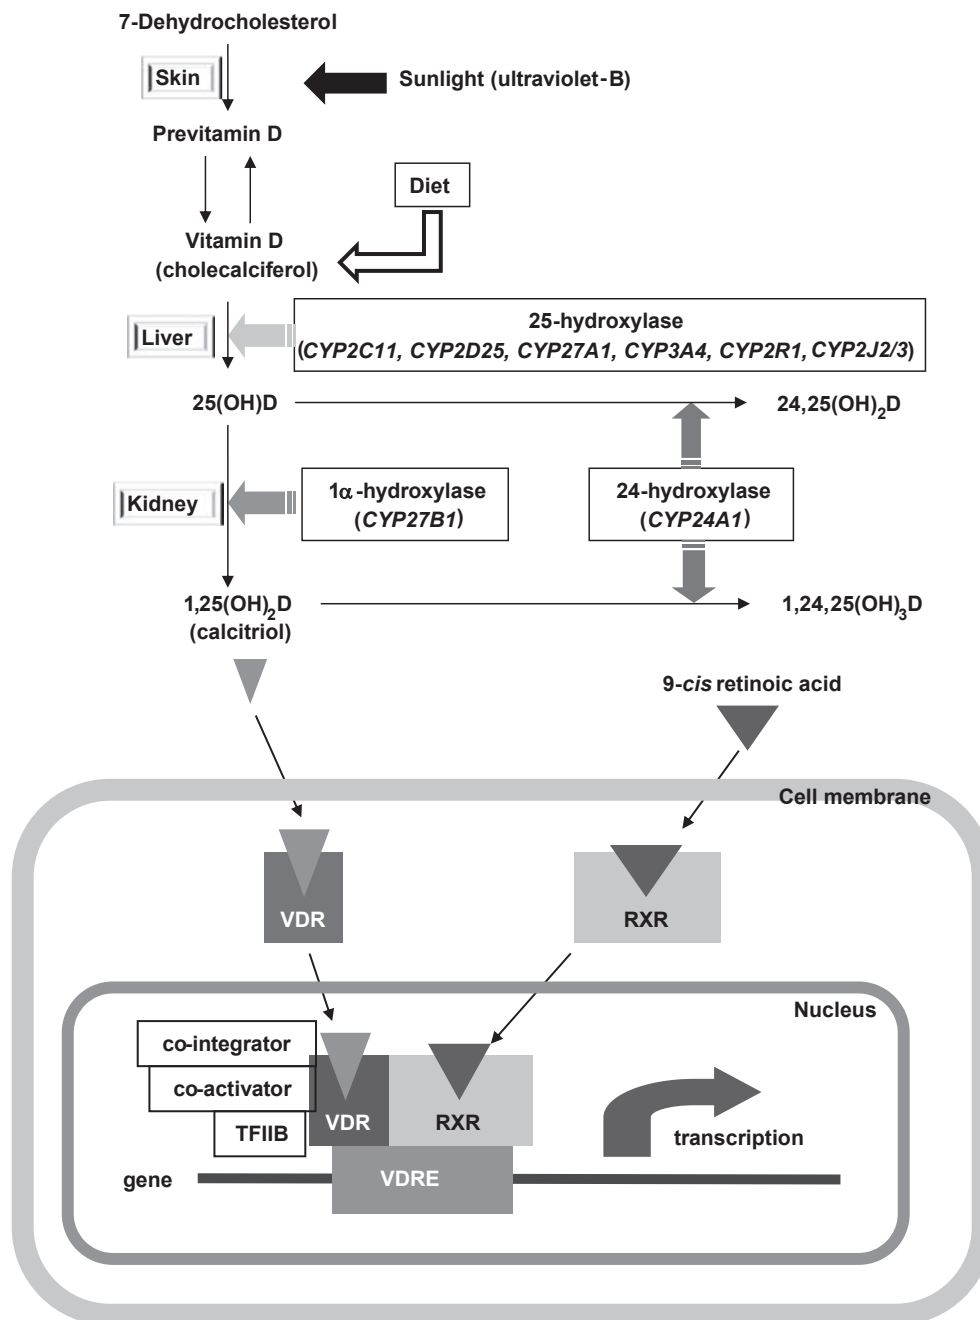 7-Dehydrocholesterol
Skin
Sunlight (ultraviolet-B)
Previtamin D
Diet
Vitamin D
(cholecalciferol)
25-hydroxylase
(CYP2C11, CYP2D25, CYP27A1, CYP3A4, CYP2R1, CYP2J2/3)
Liver
25(OH)D
24,25(OH)₂D
1α-hydroxylase
(CYP27B1)
24-hydroxylase
(CYP24A1)
Kidney
1,25(OH)₂D
(calcitriol)
1,24,25(OH)₃D
9-cis retinoic acid
Cell membrane
VDR
RXR
Nucleus
co-integrator
co-activator
TFIIB
VDR
RXR
transcription
gene
VDRE